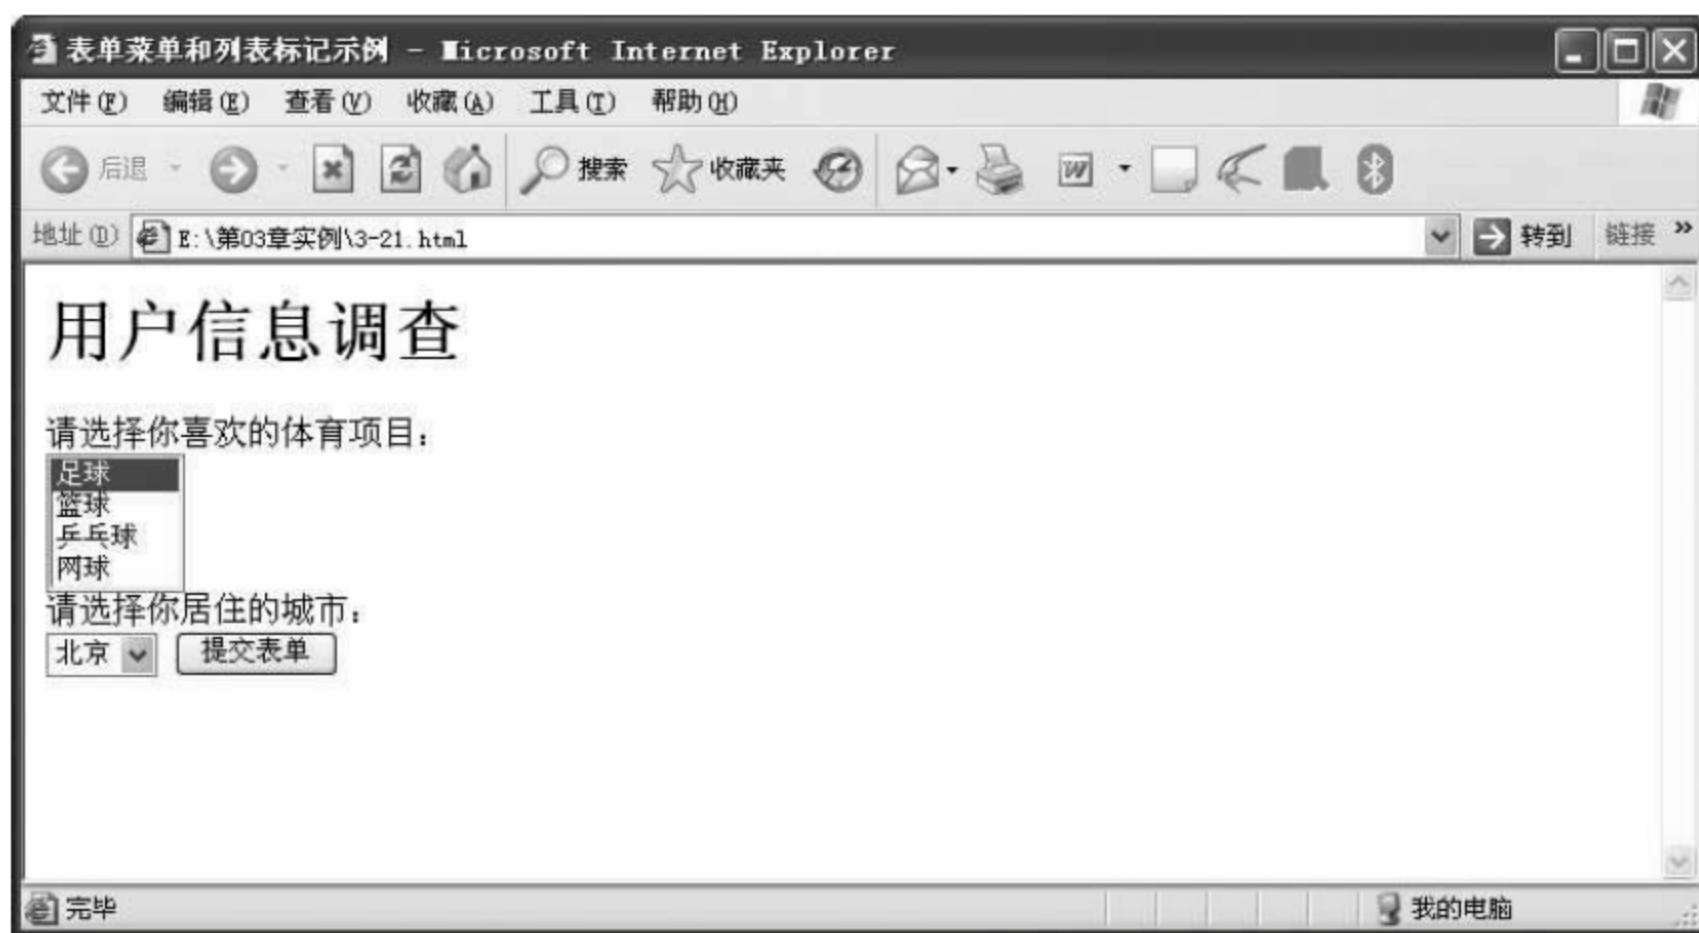 表单菜单和列表标记示例 - Microsoft Internet Explorer
文件(F) 编辑(E) 查看(V) 收藏(A) 工具(T) 帮助(H)
后退 搜索 收藏夹 W
地址(D) E:\第03章实例\3-21.html 转到 链接 »
用户信息调查
请选择你喜欢的体育项目：
足球
篮球
乒乓球
网球
请选择你居住的城市：
北京 提交表单
完毕 我的电脑